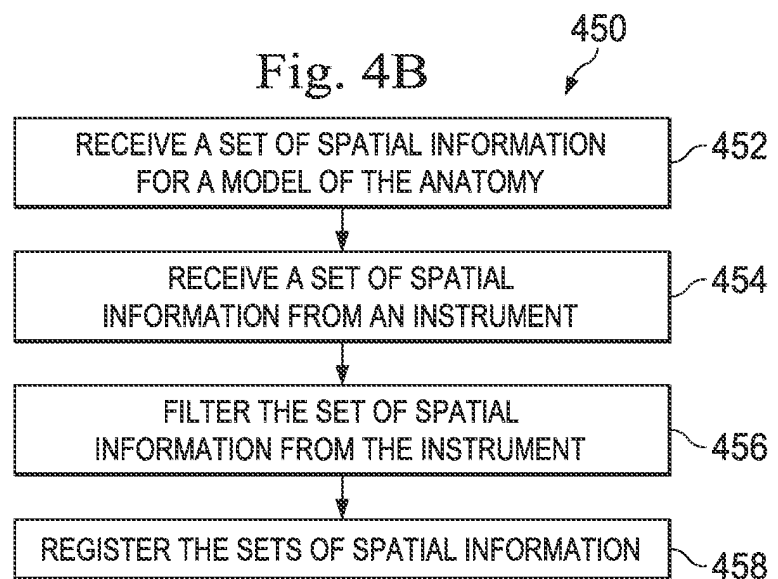 450
Fig. 4B
RECEIVE A SET OF SPATIAL INFORMATION
FOR A MODEL OF THE ANATOMY
452
RECEIVE A SET OF SPATIAL
INFORMATION FROM AN INSTRUMENT
454
FILTER THE SET OF SPATIAL
INFORMATION FROM THE INSTRUMENT
456
REGISTER THE SETS OF SPATIAL INFORMATION
458